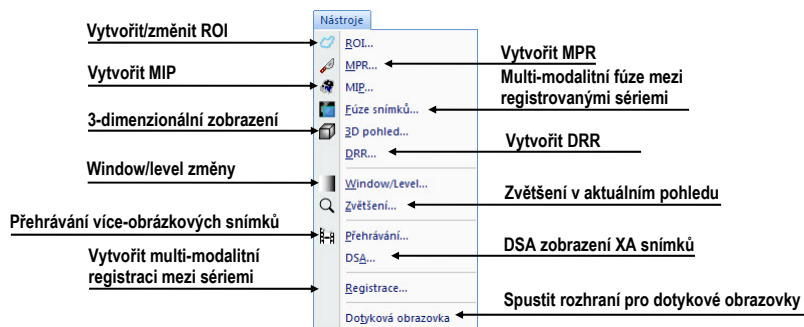 Nástroje
Vytvořit/změnit ROI
ROI...
Vytvořit MPR
MPR...
Vytvořit MIP
MIP...
Multi-modalitní fúze mezi
registrovanými sériemi
Fúze snímků...
3-dimenzionální zobrazení
3D pohled...
Vytvořit DRR
DRR...
Window/level změny
Window/Level...
Zvětšení v aktuálním pohledu
Zvětšení...
Přehrávání více-obrázkových snímků
Přehrávání...
DSA zobrazení XA snímků
DSA...
Vytvořit multi-modalitní
registraci mezi sériemi
Registrace...
Spustit rozhraní pro dotykové obrazovky
Dotyková obrazovka